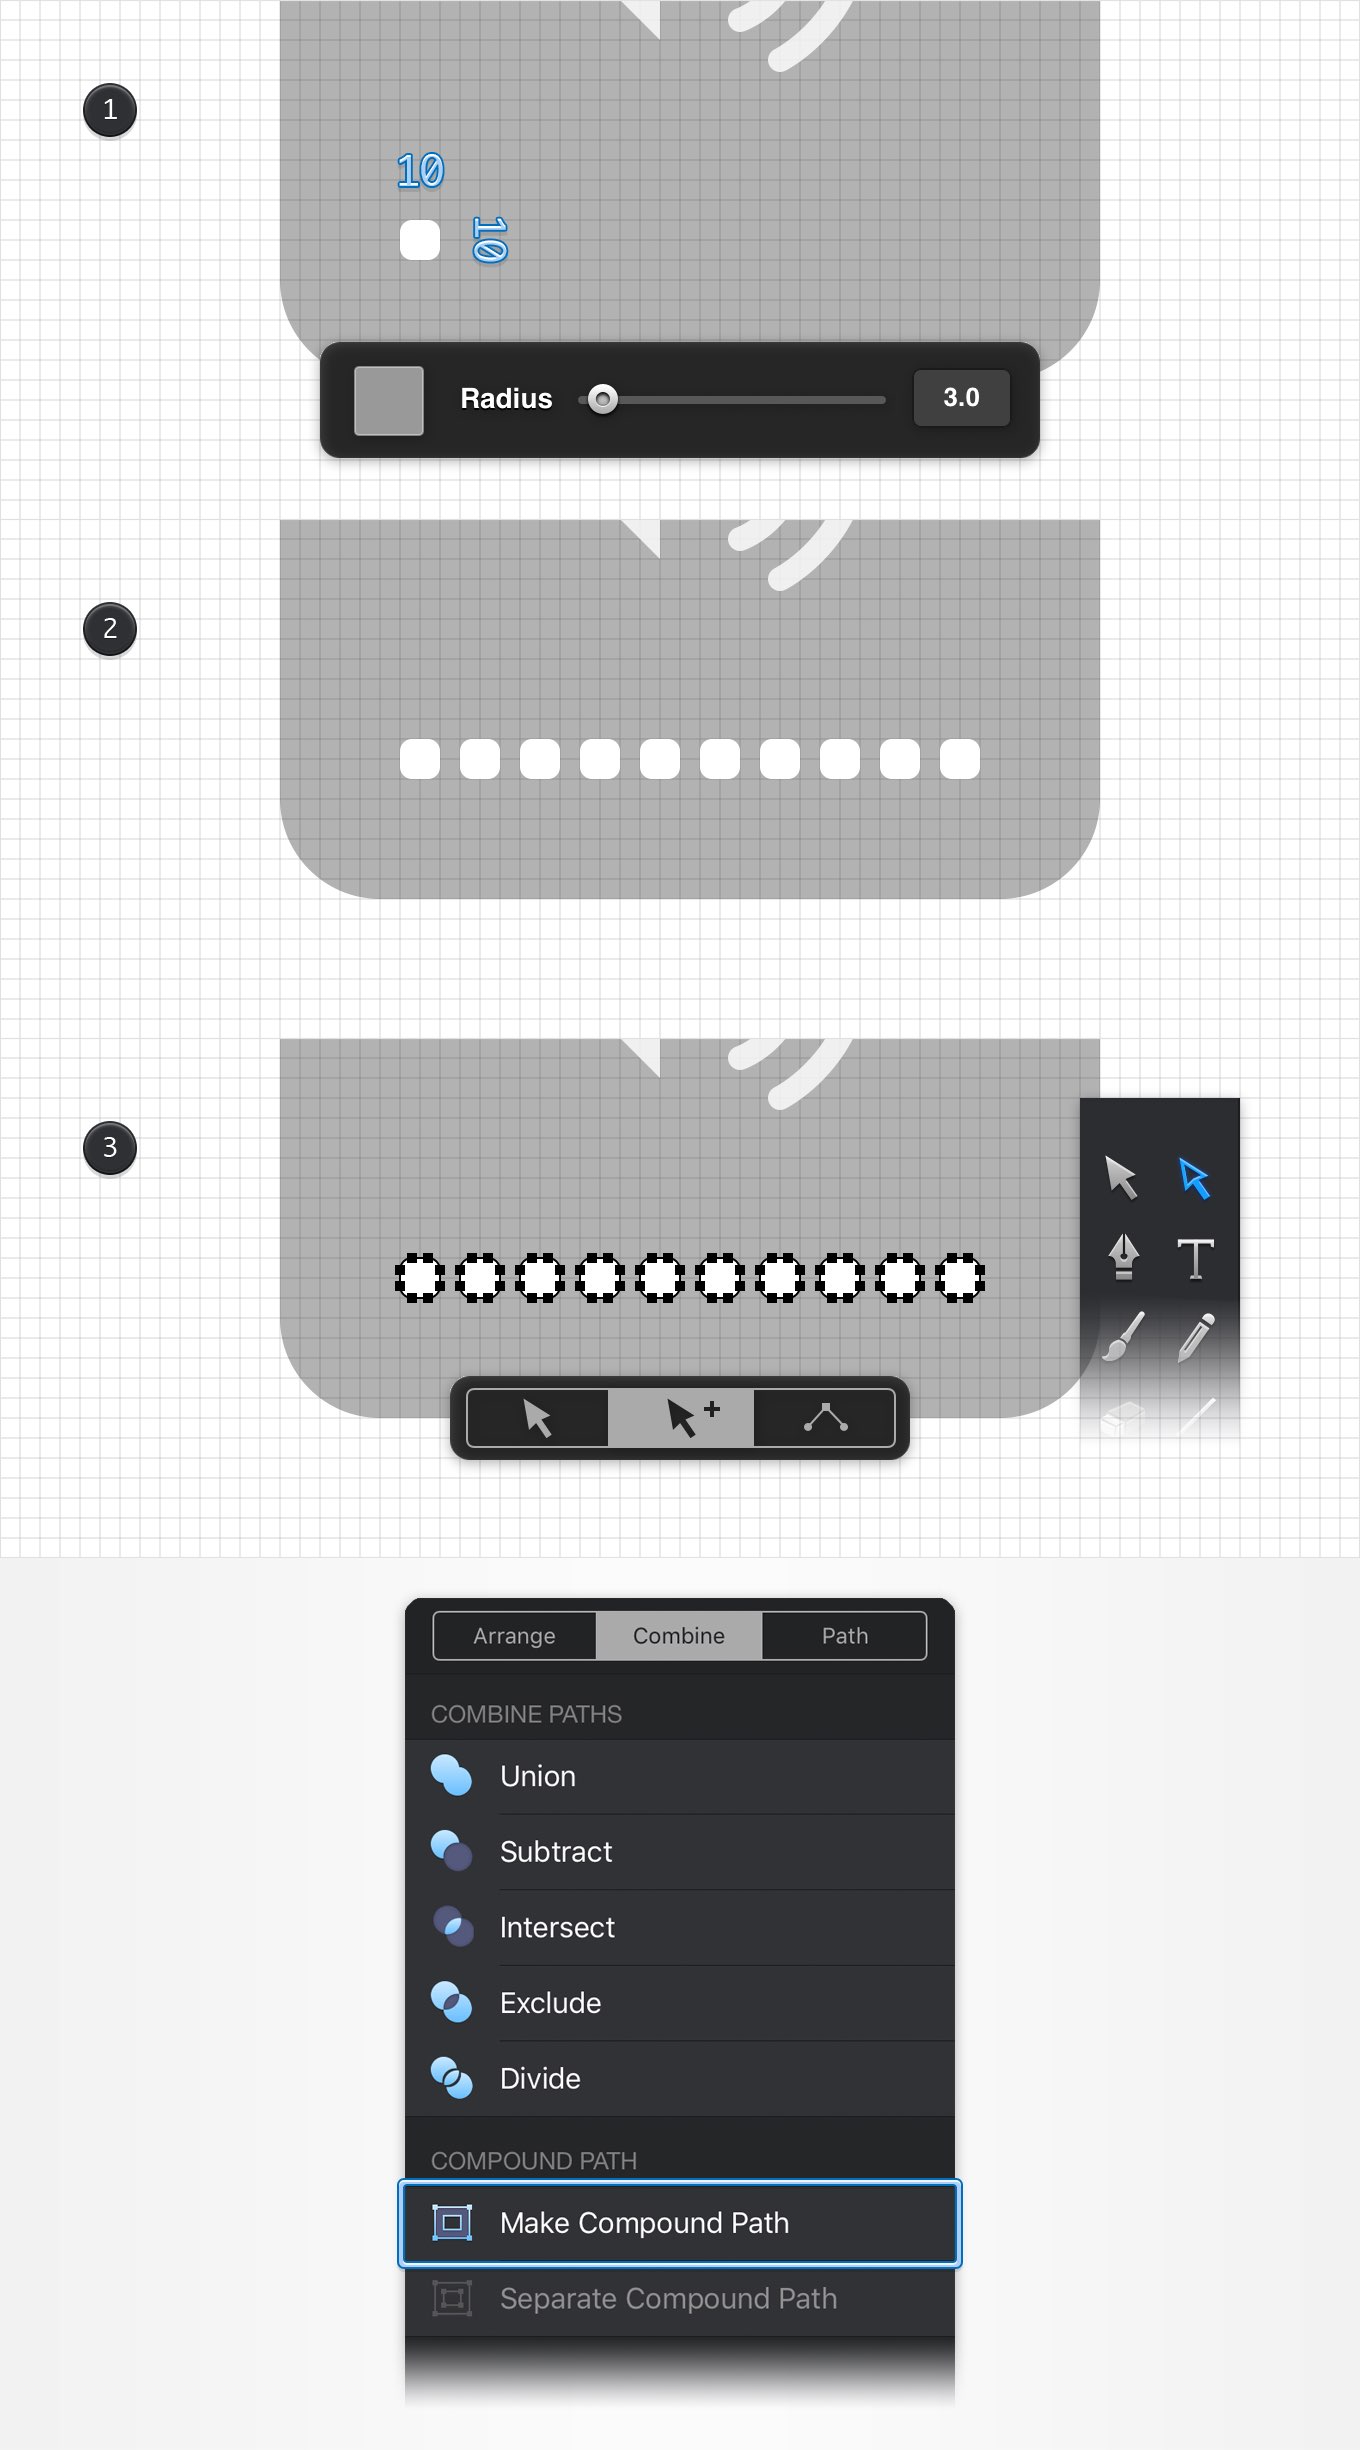 1
10
10
Radius
3.0
2
3
T
Arrange Combine Path
COMBINE PATHS
Union
Subtract
Intersect
Exclude
Divide
COMPOUND PATH
Make Compound Path
Separate Compound Path